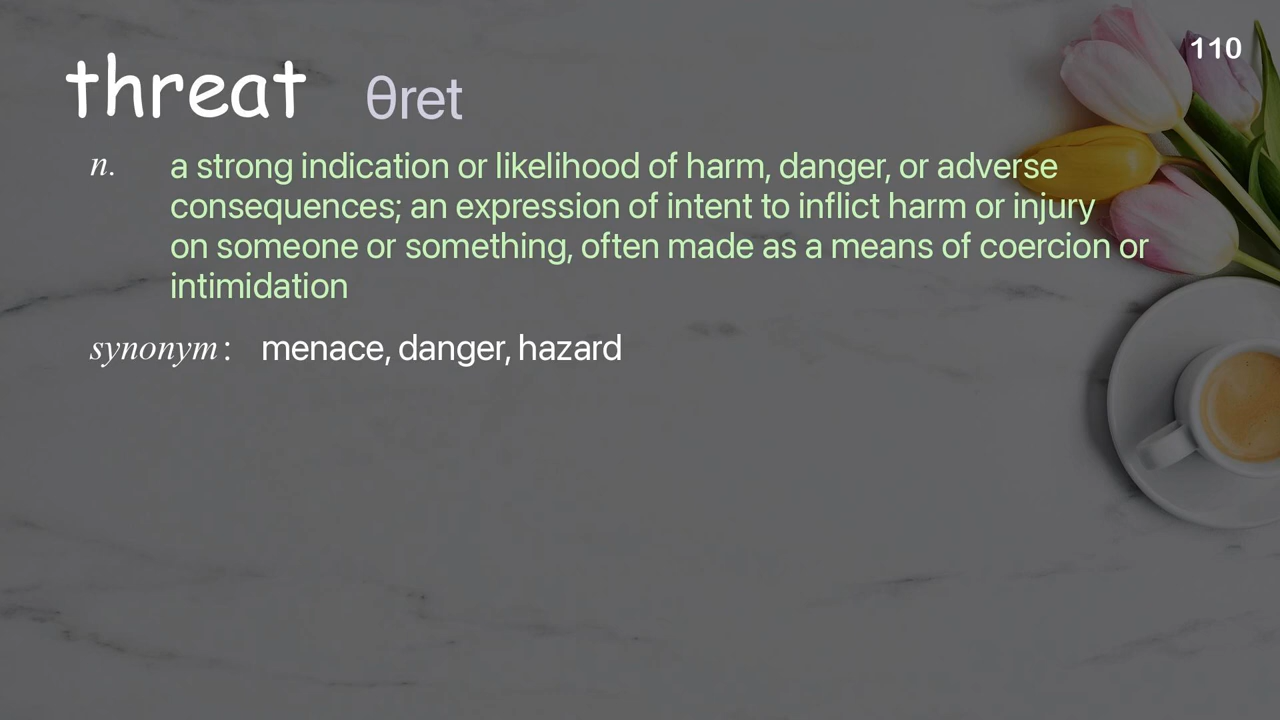 110
threat θret
n. a strong indication or likelihood of harm, danger, or adverse
consequences; an expression of intent to inflict harm or injury
on someone or something, often made as a means of coercion or
intimidation
synonym: menace, danger, hazard